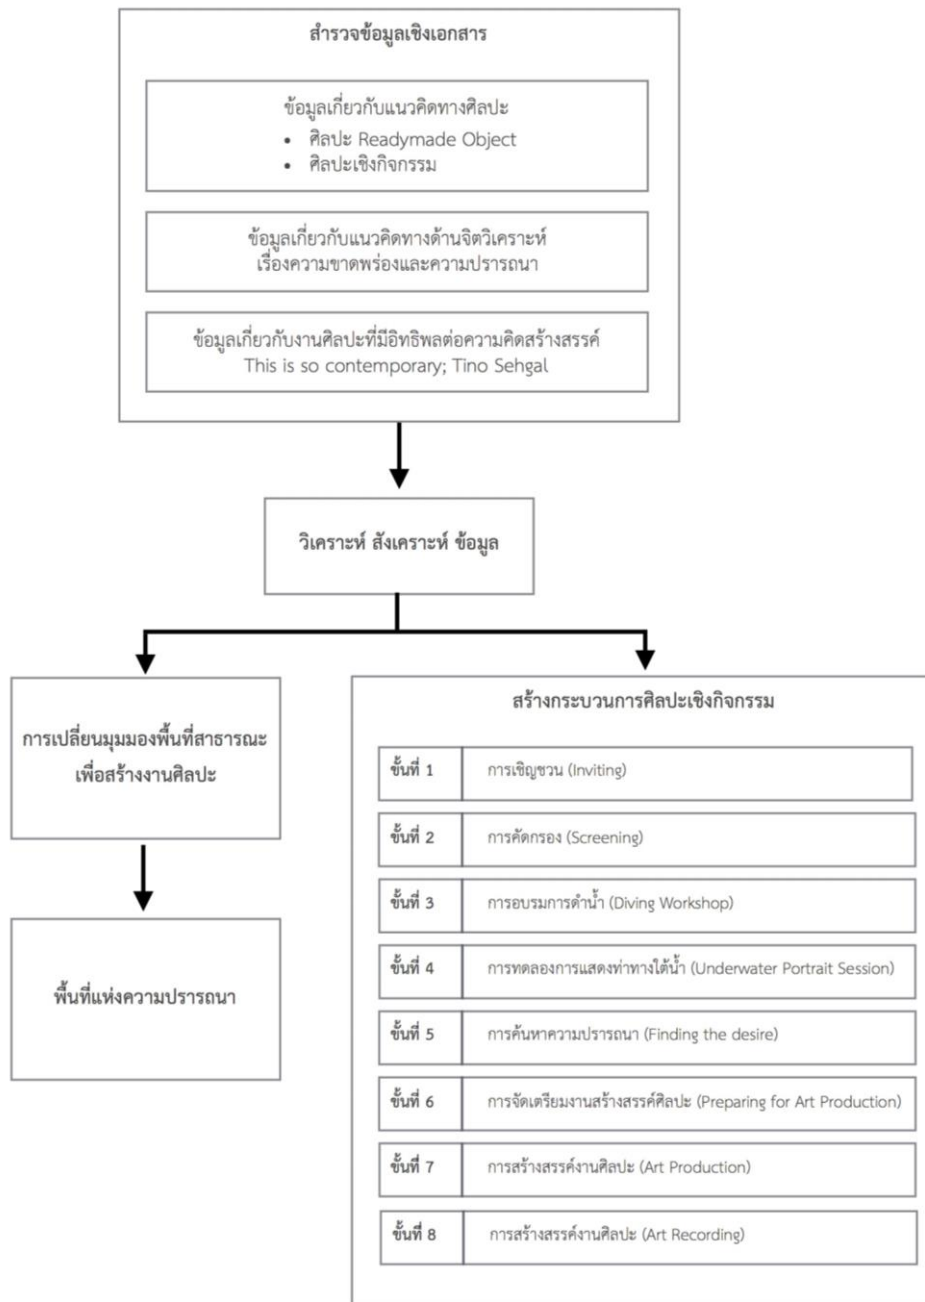 สำรวจข้อมูลเชิงเอกสาร
ข้อมูลเกี่ยวกับแนวคิดทางศิลปะ
• ศิลปะ Readymade Object
• ศิลปะเชิงกิจกรรม
ข้อมูลเกี่ยวกับแนวคิดทางด้านจิตวิเคราะห์
เรื่องความขาดพร่องและความปรารถนา
ข้อมูลเกี่ยวกับงานศิลปะที่มีอิทธิพลต่อความคิดสร้างสรรค์
This is so contemporary; Tino Sehgal
วิเคราะห์ สังเคราะห์ ข้อมูล
การเปลี่ยนมุมมองพื้นที่สาธารณะ
เพื่อสร้างงานศิลปะ
พื้นที่แห่งความปรารถนา
สร้างกระบวนการศิลปะเชิงกิจกรรม
ขั้นที่ 1 การเชิญชวน (Inviting)
ขั้นที่ 2 การคัดกรอง (Screening)
ขั้นที่ 3 การอบรมการดำน้ำ (Diving Workshop)
ขั้นที่ 4 การทดลองการแสดงท่าทางใต้น้ำ (Underwater Portrait Session)
ขั้นที่ 5 การค้นหาความปรารถนา (Finding the desire)
ขั้นที่ 6 การจัดเตรียมงานสร้างสรรค์ศิลปะ (Preparing for Art Production)
ขั้นที่ 7 การสร้างสรรค์งานศิลปะ (Art Production)
ขั้นที่ 8 การสร้างสรรค์งานศิลปะ (Art Recording)